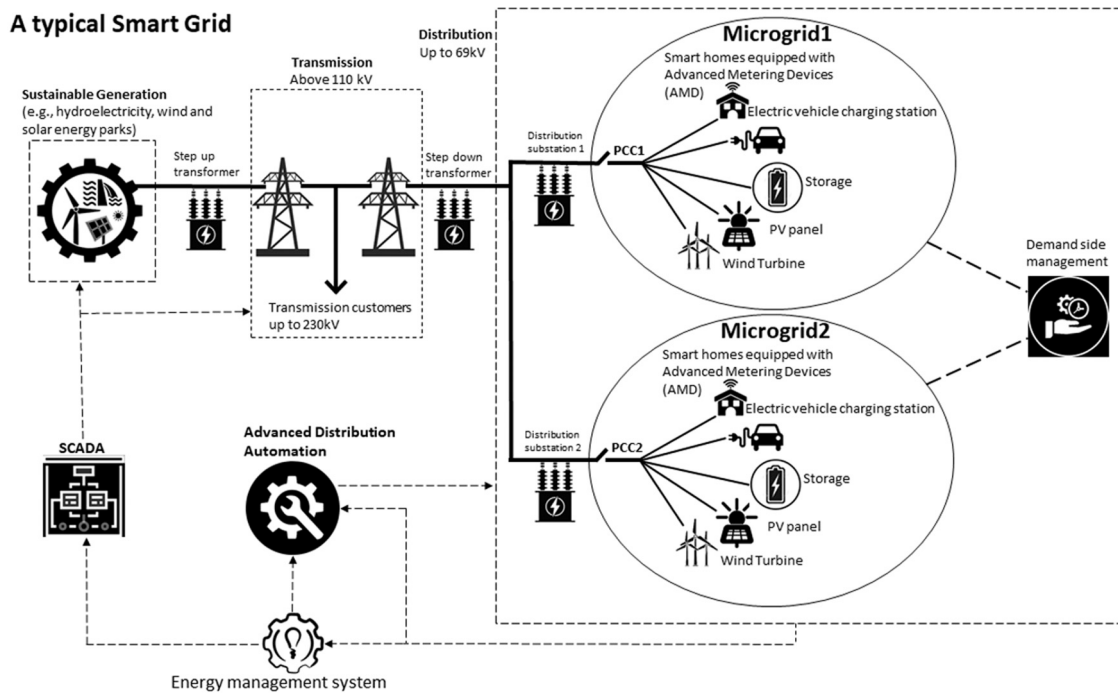 A typical Smart Grid
Distribution
Up to 69kV
Transmission
Above 110 kV
Sustainable Generation
(e.g., hydroelectricity, wind and
solar energy parks)
Step up
transformer
Step down
transformer
Transmission customers
up to 230kV
Microgrid1
Smart homes equipped with
Advanced Metering Devices
(AMD)
Electric vehicle charging station
Distribution
substation 1
PCC1
Storage
PV panel
Wind Turbine
Demand side
management
Microgrid2
Smart homes equipped with
Advanced Metering Devices
(AMD)
Electric vehicle charging station
Distribution
substation 2
PCC2
Storage
PV panel
Wind Turbine
SCADA
Advanced Distribution
Automation
Energy management system